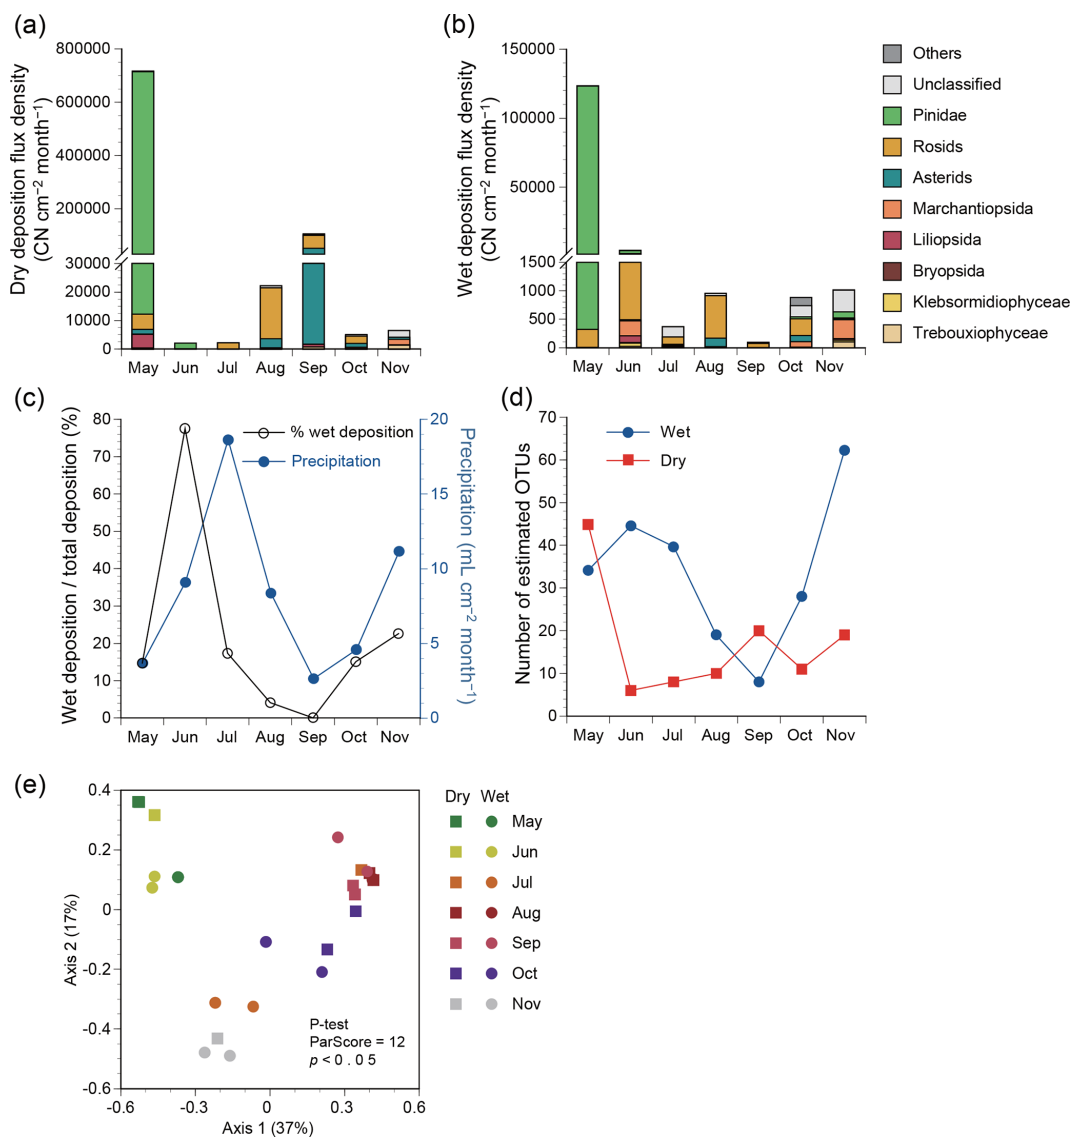 (a)
Dry deposition flux density
(CN cm−2 month−1)
800000
600000
400000
200000
30000
20000
10000
0
May Jun Jul Aug Sep Oct Nov
(b)
Wet deposition flux density
(CN cm−2 month−1)
150000
100000
50000
1500
1000
500
0
May Jun Jul Aug Sep Oct Nov
Others
Unclassified
Pinidae
Rosids
Asterids
Marchantiopsida
Liliopsida
Bryopsida
Klebsormidiophyceae
Trebouxiophyceae
(c)
Wet deposition / total deposition (%)
80
70
60
50
40
30
20
10
0
% wet deposition
Precipitation
20
15
10
5
0
Precipitation (mL cm−2 month−1)
May Jun Jul Aug Sep Oct Nov
(d)
Number of estimated OTUs
70
60
50
40
30
20
10
0
Wet
Dry
May Jun Jul Aug Sep Oct Nov
(e)
Axis 2 (17%)
0.4
0.2
0
-0.2
-0.4
-0.6
P-test
ParScore = 12
p < 0 . 0 5
-0.6 -0.3 0 0.3 0.6
Axis 1 (37%)
Dry Wet
May
Jun
Jul
Aug
Sep
Oct
Nov